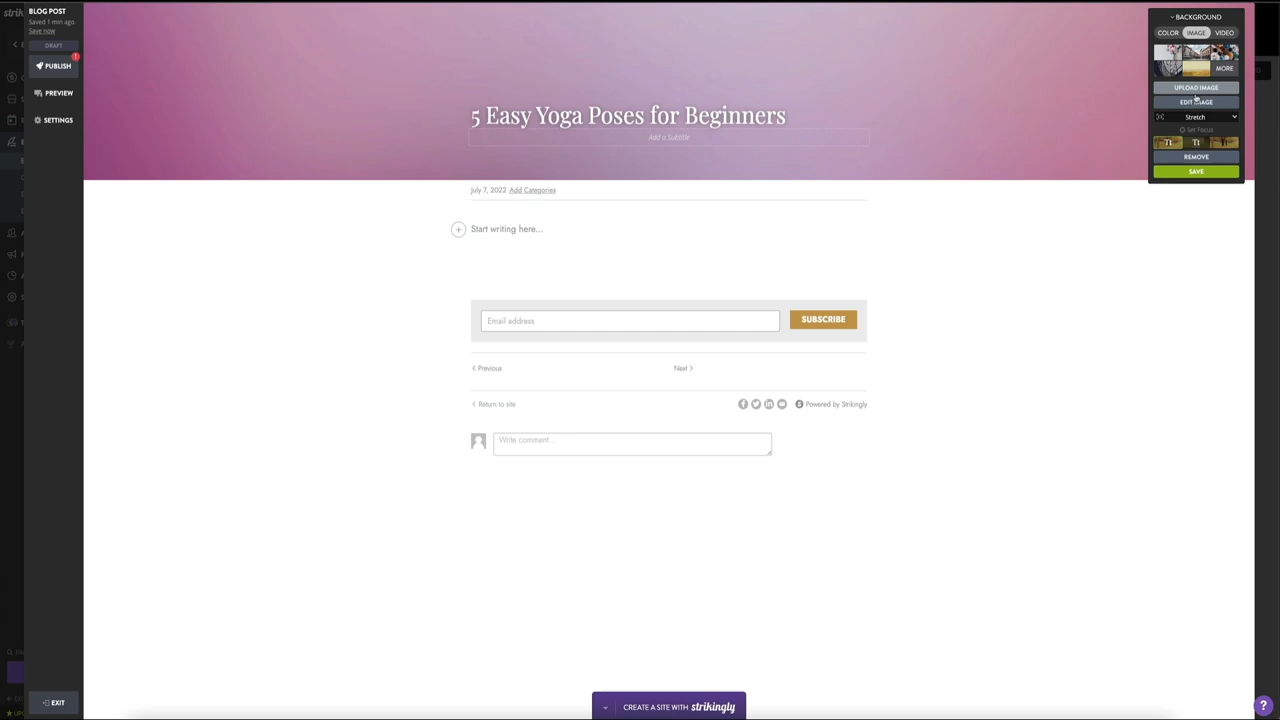 BLOG POST
Saved 1 min ago.
Save now
DRAFT
!
PUBLISH
PREVIEW
SETTINGS
EXIT
5 Easy Yoga Poses for Beginners
Add a Subtitle
July 7, 2022 Add Categories
Start writing here...
Email address
SUBSCRIBE
Previous
Next
Return to site
Powered by Strikingly
Write comment...
CREATE A SITE WITH strikingly
BACKGROUND
COLOR IMAGE VIDEO
MORE
UPLOAD IMAGE
EDIT IMAGE
Stretch
Set Focus
Tt Tt
REMOVE
SAVE
?